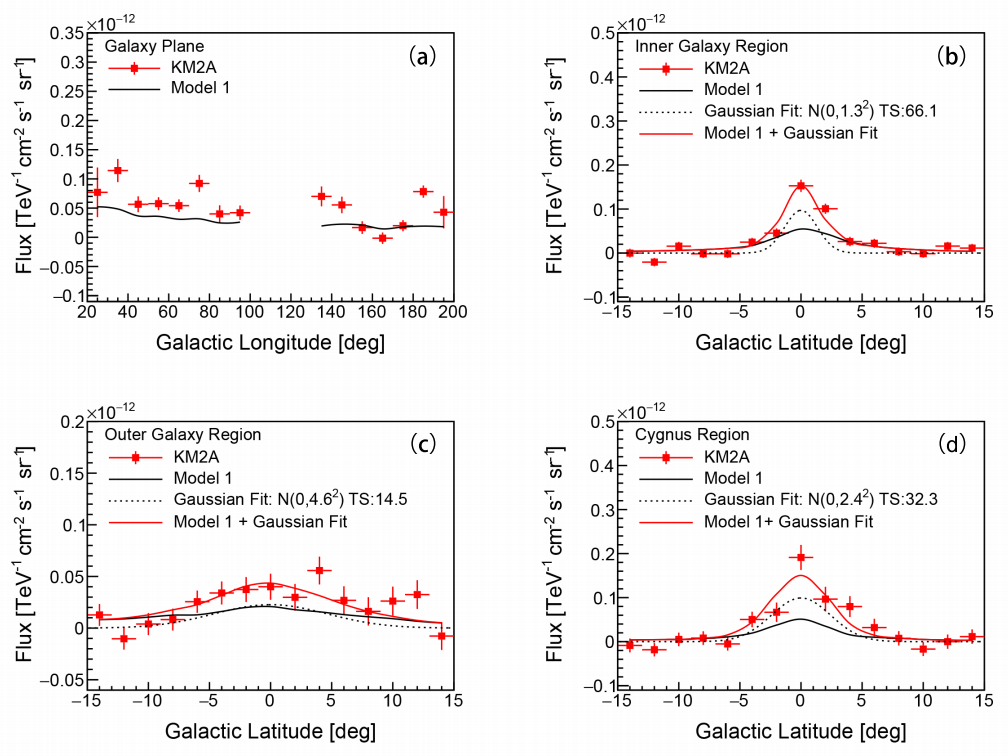 ×10⁻¹²
0.35
0.3
0.25
0.2
0.15
0.1
0.05
0
−0.05
−0.1
Flux [TeV⁻¹ cm⁻² s⁻¹ sr⁻¹]
Galaxy Plane
KM2A
Model 1
(a)
20 40 60 80 100 120 140 160 180 200
Galactic Longitude [deg]
×10⁻¹²
0.5
0.4
0.3
0.2
0.1
0
−0.1
Flux [TeV⁻¹ cm⁻² s⁻¹ sr⁻¹]
Inner Galaxy Region
KM2A
Model 1
Gaussian Fit: N(0,1.3²) TS:66.1
Model 1 + Gaussian Fit
(b)
−15 −10 −5 0 5 10 15
Galactic Latitude [deg]
×10⁻¹²
0.2
0.15
0.1
0.05
0
−0.05
Flux [TeV⁻¹ cm⁻² s⁻¹ sr⁻¹]
Outer Galaxy Region
KM2A
Model 1
Gaussian Fit: N(0,4.6²) TS:14.5
Model 1 + Gaussian Fit
(c)
−15 −10 −5 0 5 10 15
Galactic Latitude [deg]
×10⁻¹²
0.5
0.4
0.3
0.2
0.1
0
−0.1
Flux [TeV⁻¹ cm⁻² s⁻¹ sr⁻¹]
Cygnus Region
KM2A
Model 1
Gaussian Fit: N(0,2.4²) TS:32.3
Model 1+ Gaussian Fit
(d)
−15 −10 −5 0 5 10 15
Galactic Latitude [deg]